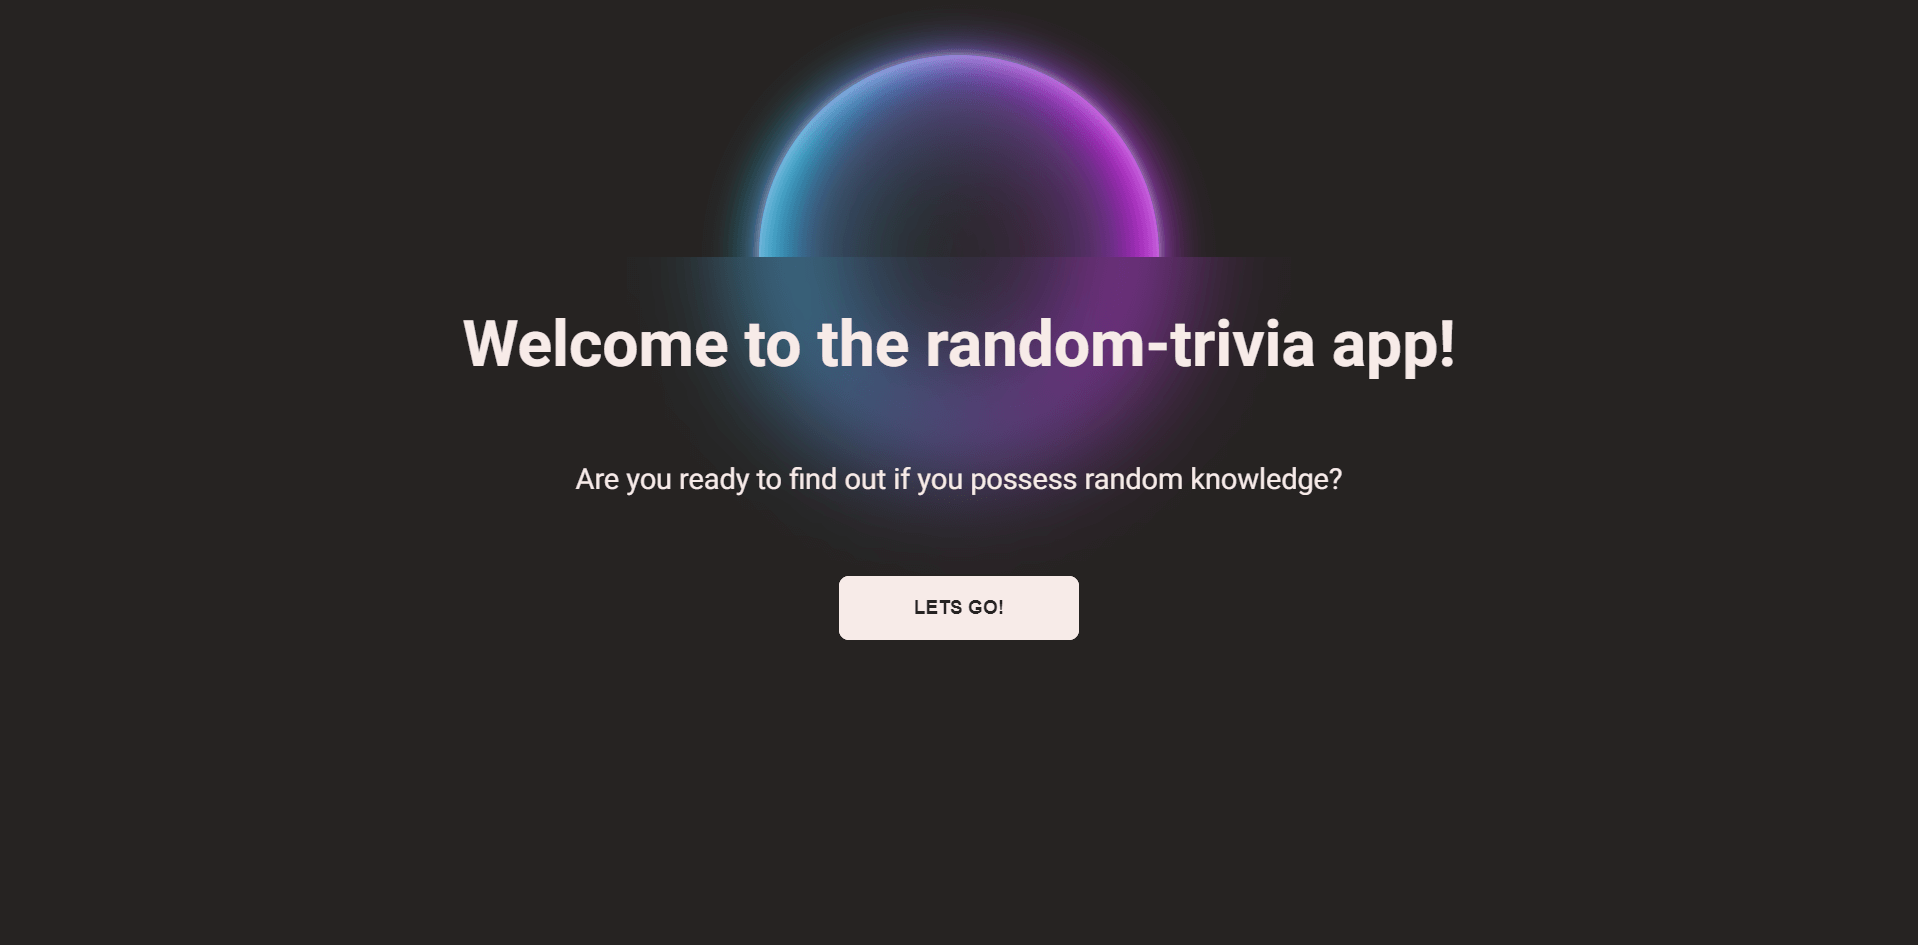 Welcome to the random-trivia app!
Are you ready to find out if you possess random knowledge?
LETS GO!